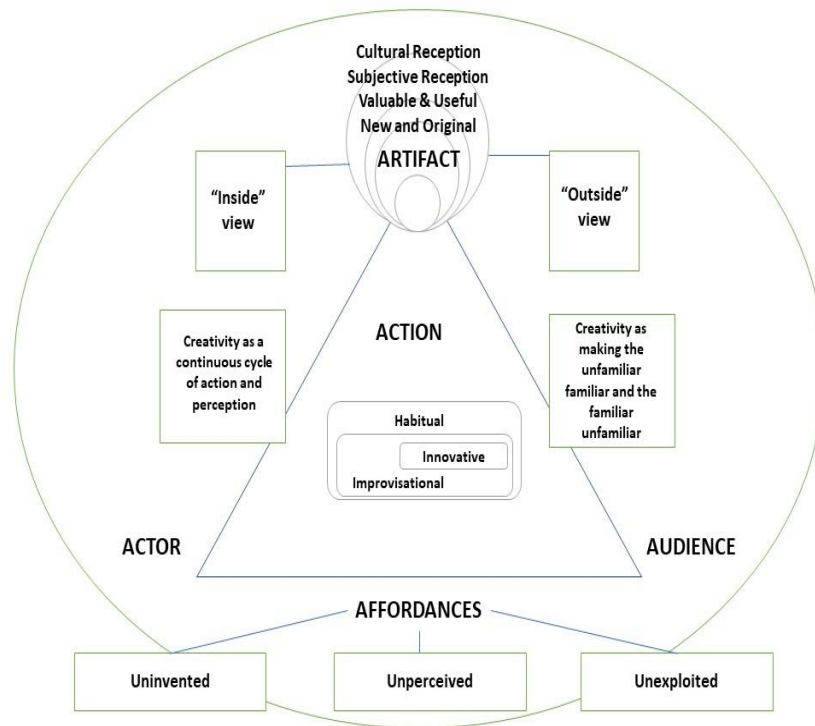 Cultural Reception
Subjective Reception
Valuable & Useful
New and Original
ARTIFACT
“Inside”
view
“Outside”
view
ACTION
Creativity as a
continuous cycle
of action and
perception
Creativity as
making the
unfamiliar
familiar and the
familiar
unfamiliar
Habitual
Innovative
Improvisational
ACTOR
AUDIENCE
AFFORDANCES
Uninvented
Unperceived
Unexploited